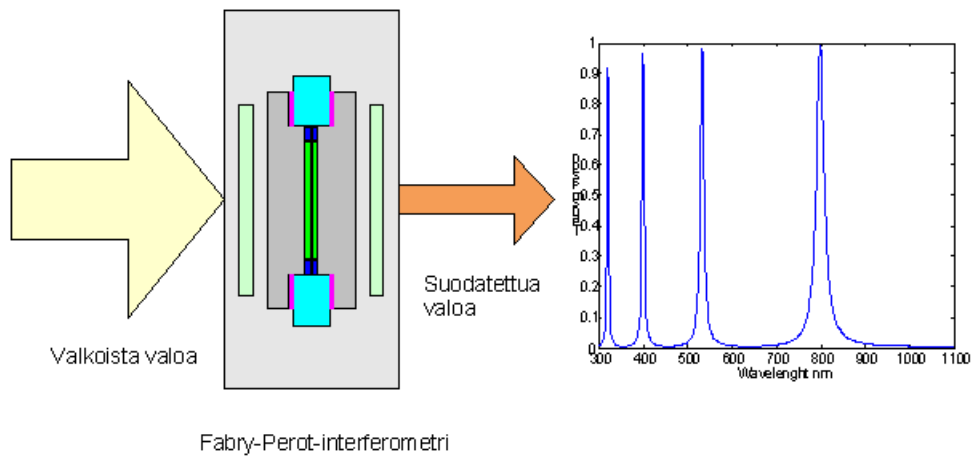 Valkoista valoa
Fabry-Perot-interferometri
Suodatettua
valoa
1
0.9
0.8
0.7
0.6
0.5
0.4
0.3
0.2
0.1
0
300 400 500 600 700 800 900 1000 1100
Wavelenght nm